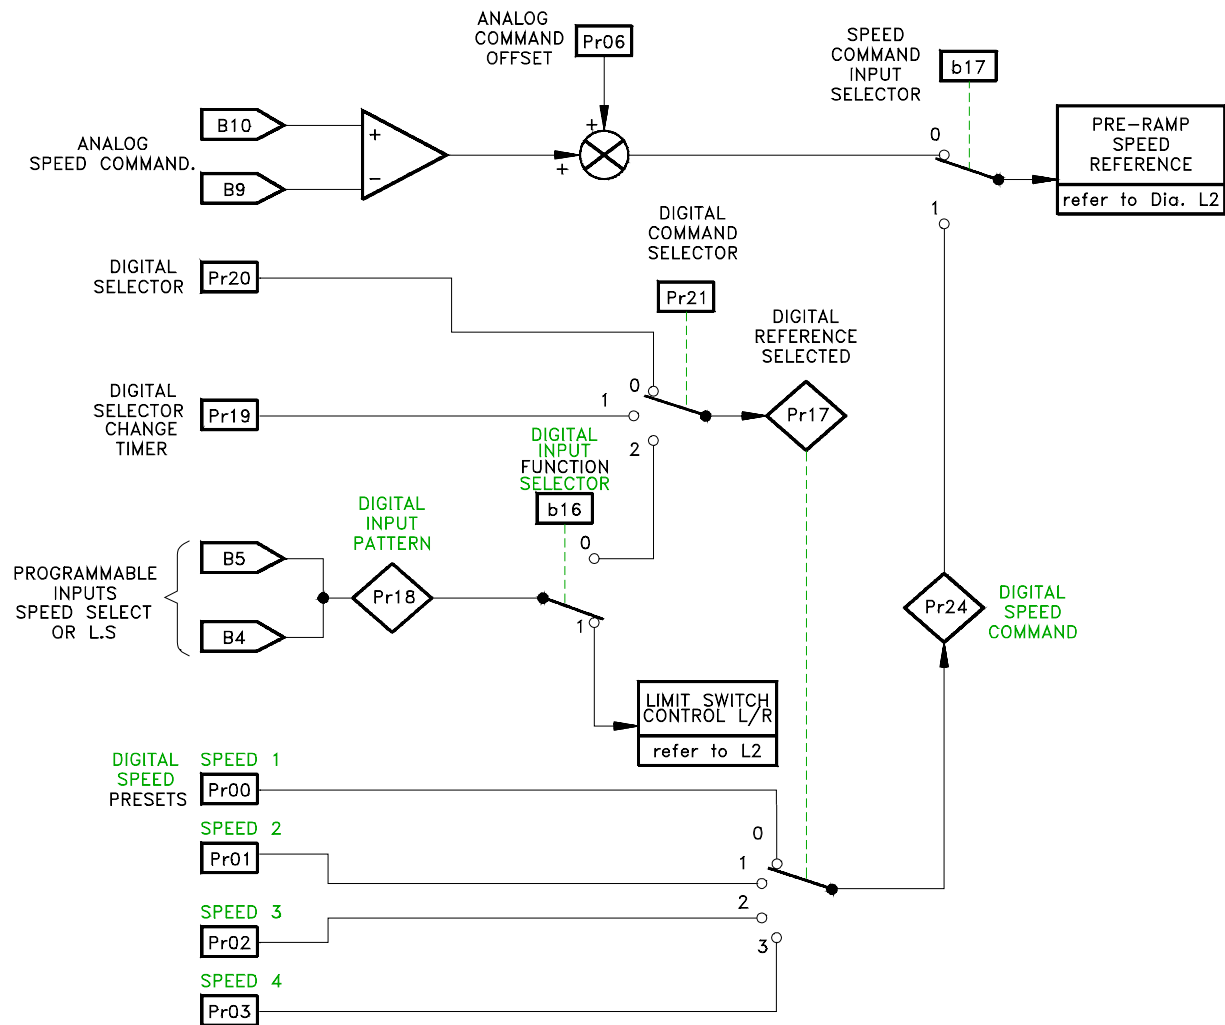 ANALOG
COMMAND
OFFSET
Pr06
SPEED
COMMAND
INPUT
SELECTOR
b17
B10
ANALOG
SPEED COMMAND.
B9
+
−
+
+
0
1
PRE−RAMP
SPEED
REFERENCE
refer to Dia. L2
DIGITAL
COMMAND
SELECTOR
Pr21
DIGITAL
SELECTOR
Pr20
DIGITAL
REFERENCE
SELECTED
Pr17
DIGITAL
SELECTOR
CHANGE
TIMER
Pr19
0
1
2
DIGITAL
INPUT
FUNCTION
SELECTOR
b16
0
1
DIGITAL
INPUT
PATTERN
Pr18
PROGRAMMABLE
INPUTS
SPEED SELECT
OR L.S
B5
B4
Pr24
DIGITAL
SPEED
COMMAND
LIMIT SWITCH
CONTROL L/R
refer to L2
DIGITAL
SPEED
PRESETS
SPEED 1
Pr00
SPEED 2
Pr01
SPEED 3
Pr02
SPEED 4
Pr03
0
1
2
3